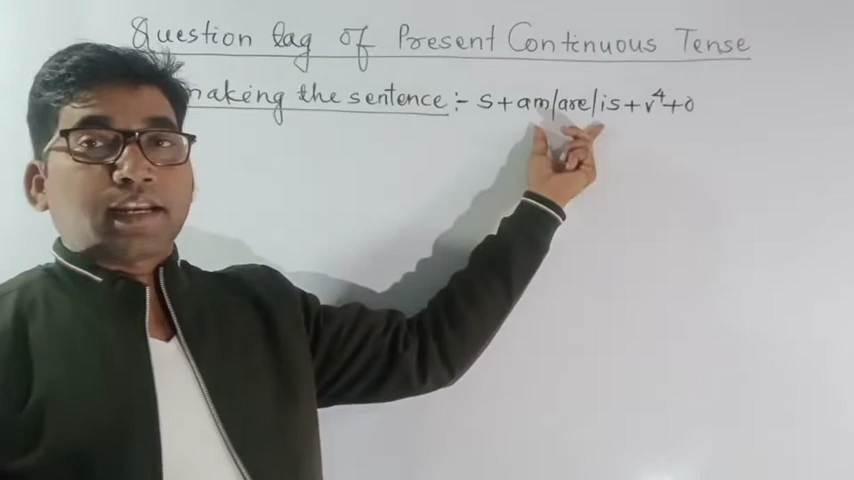 Question tag of Present Continuous Tense
making the sentence :- S + am/are/is + v⁴ + o